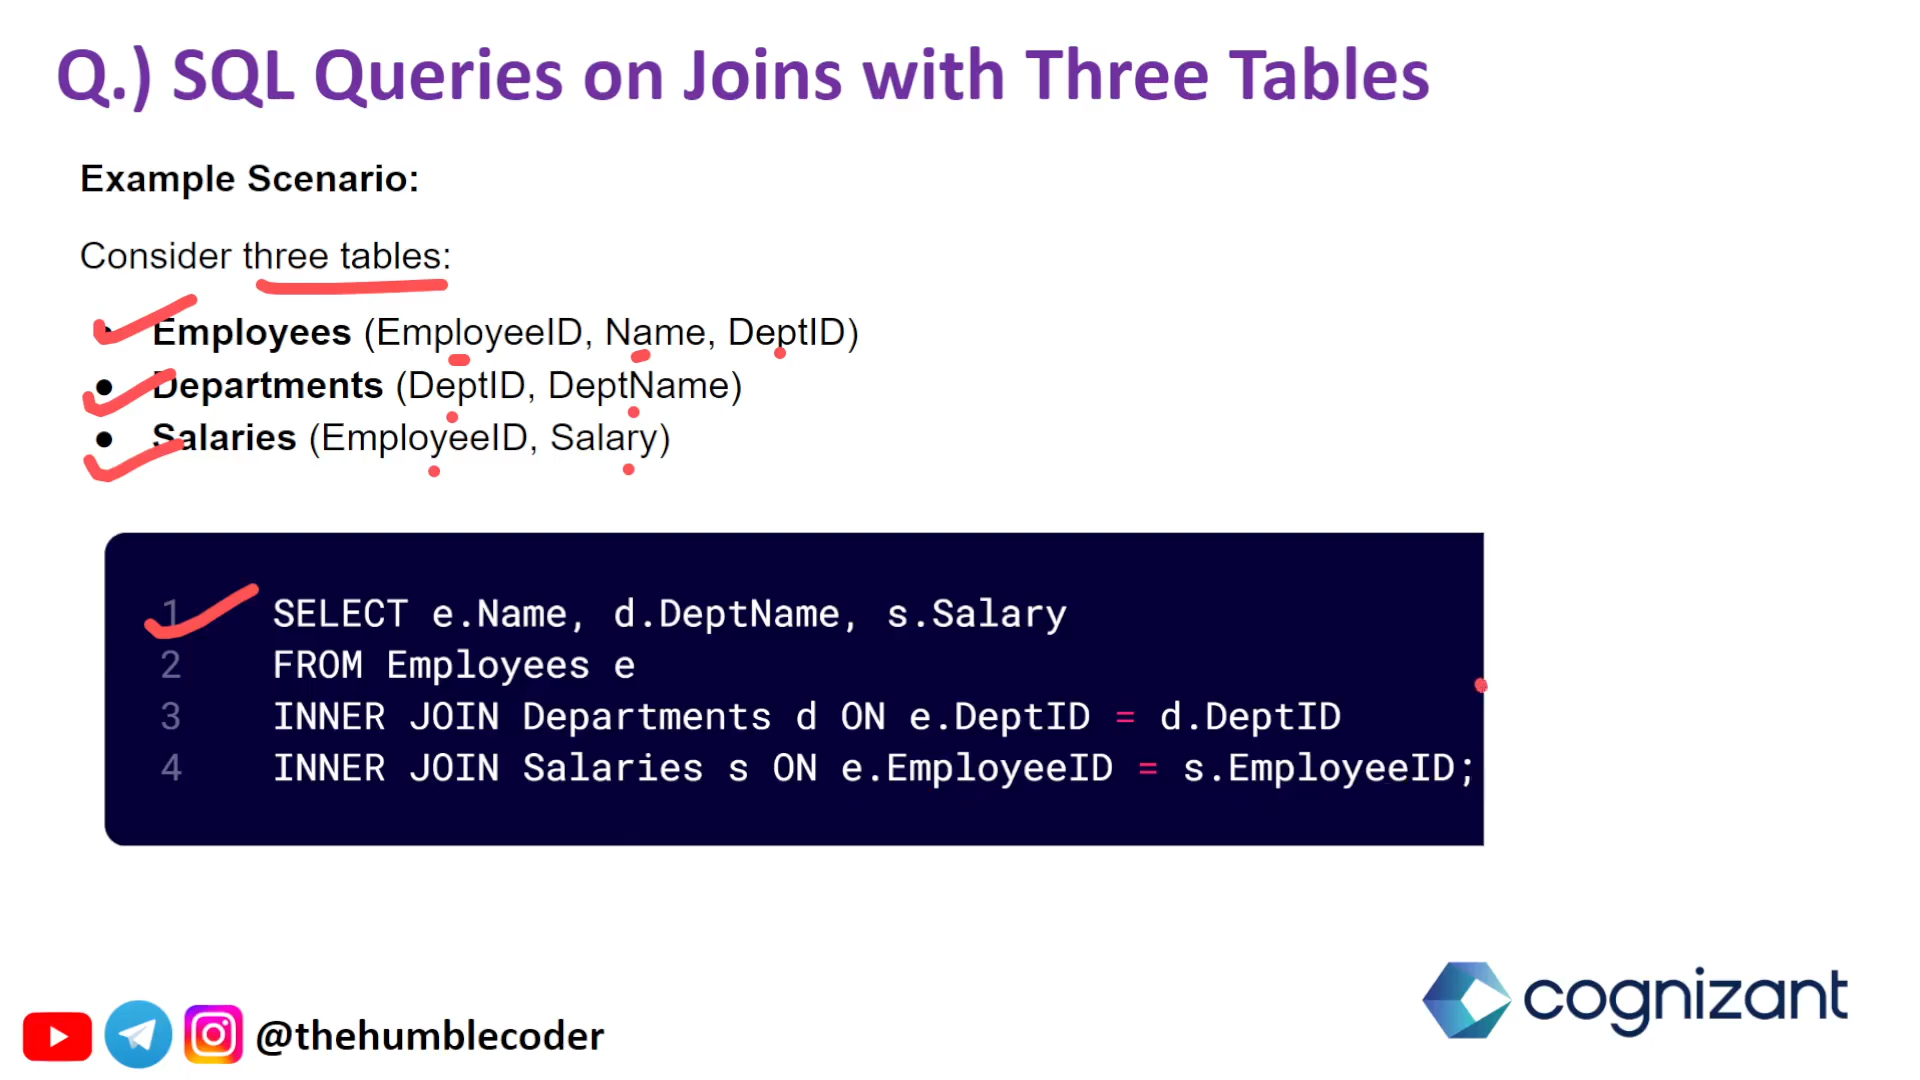 Q.) SQL Queries on Joins with Three Tables
Example Scenario:
Consider three tables:
● Employees (EmployeeID, Name, DeptID)
● Departments (DeptID, DeptName)
● Salaries (EmployeeID, Salary)
1 SELECT e.Name, d.DeptName, s.Salary
2 FROM Employees e
3 INNER JOIN Departments d ON e.DeptID = d.DeptID
4 INNER JOIN Salaries s ON e.EmployeeID = s.EmployeeID;
@thehumblecoder
cognizant